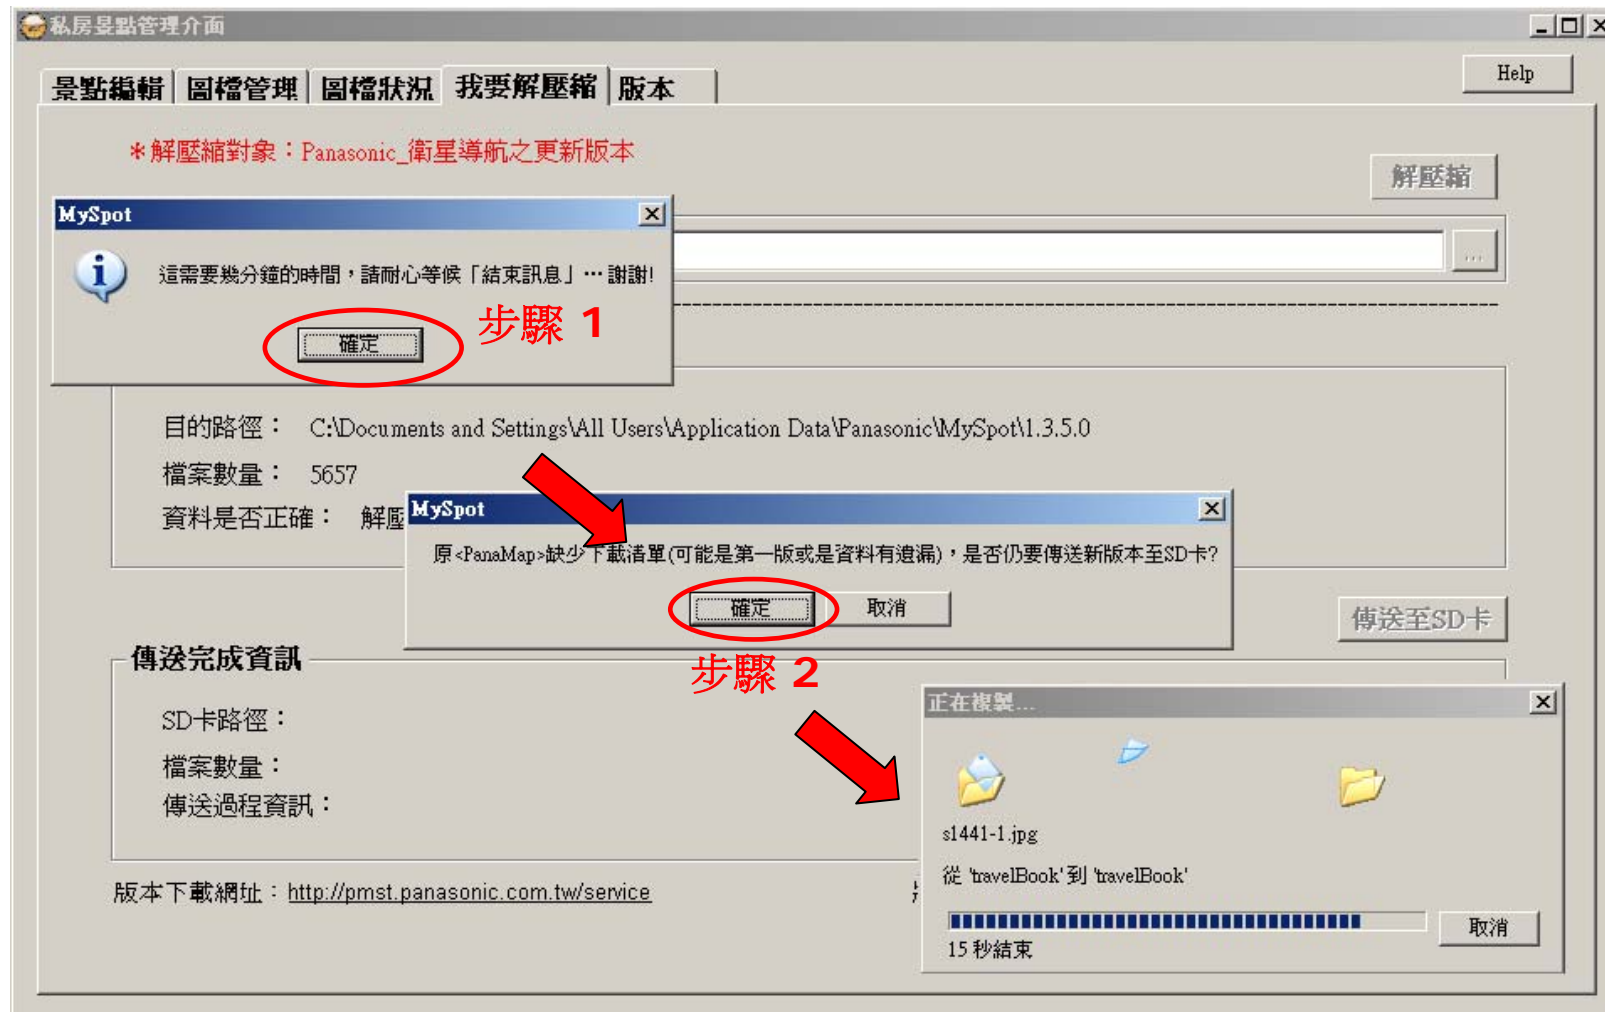 私房景點管理介面
Help
景點編輯 圖檔管理 圖檔狀況 我要解壓縮 版本
*解壓縮對象：Panasonic_衛星導航之更新版本
解壓縮
MySpot
...
這需要幾分鐘的時間，請耐心等候「結束訊息」…謝謝!
步驟 1
確定
目的路徑： C:\Documents and Settings\All Users\Application Data\Panasonic\MySpot\1.3.5.0
檔案數量： 5657
資料是否正確： 解壓
MySpot
原<PanaMap>缺少下載清單(可能是第一版或是資料有遺漏)，是否仍要傳送新版本至SD卡?
確定 取消
傳送至SD卡
步驟 2
傳送完成資訊
SD卡路徑：
檔案數量：
傳送過程資訊：
正在複製...
s1441-1.jpg
從 'travelBook' 到 'travelBook'
取消
15 秒結束
版本下載網址：http://pmst.panasonic.com.tw/service